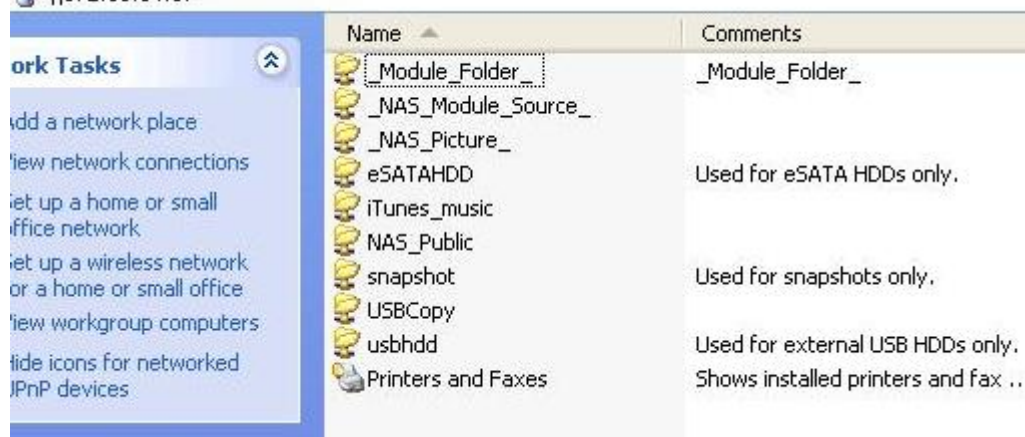 ork Tasks
dd a network place
iew network connections
et up a home or small
ffice network
et up a wireless network
or a home or small office
iew workgroup computers
ide icons for networked
PnP devices
Name Comments
_Module_Folder_ _Module_Folder_
_NAS_Module_Source_
_NAS_Picture_
eSATAHDD Used for eSATA HDDs only.
iTunes_music
NAS_Public
snapshot Used for snapshots only.
USBCopy
usbhdd Used for external USB HDDs only.
Printers and Faxes Shows installed printers and fax ...